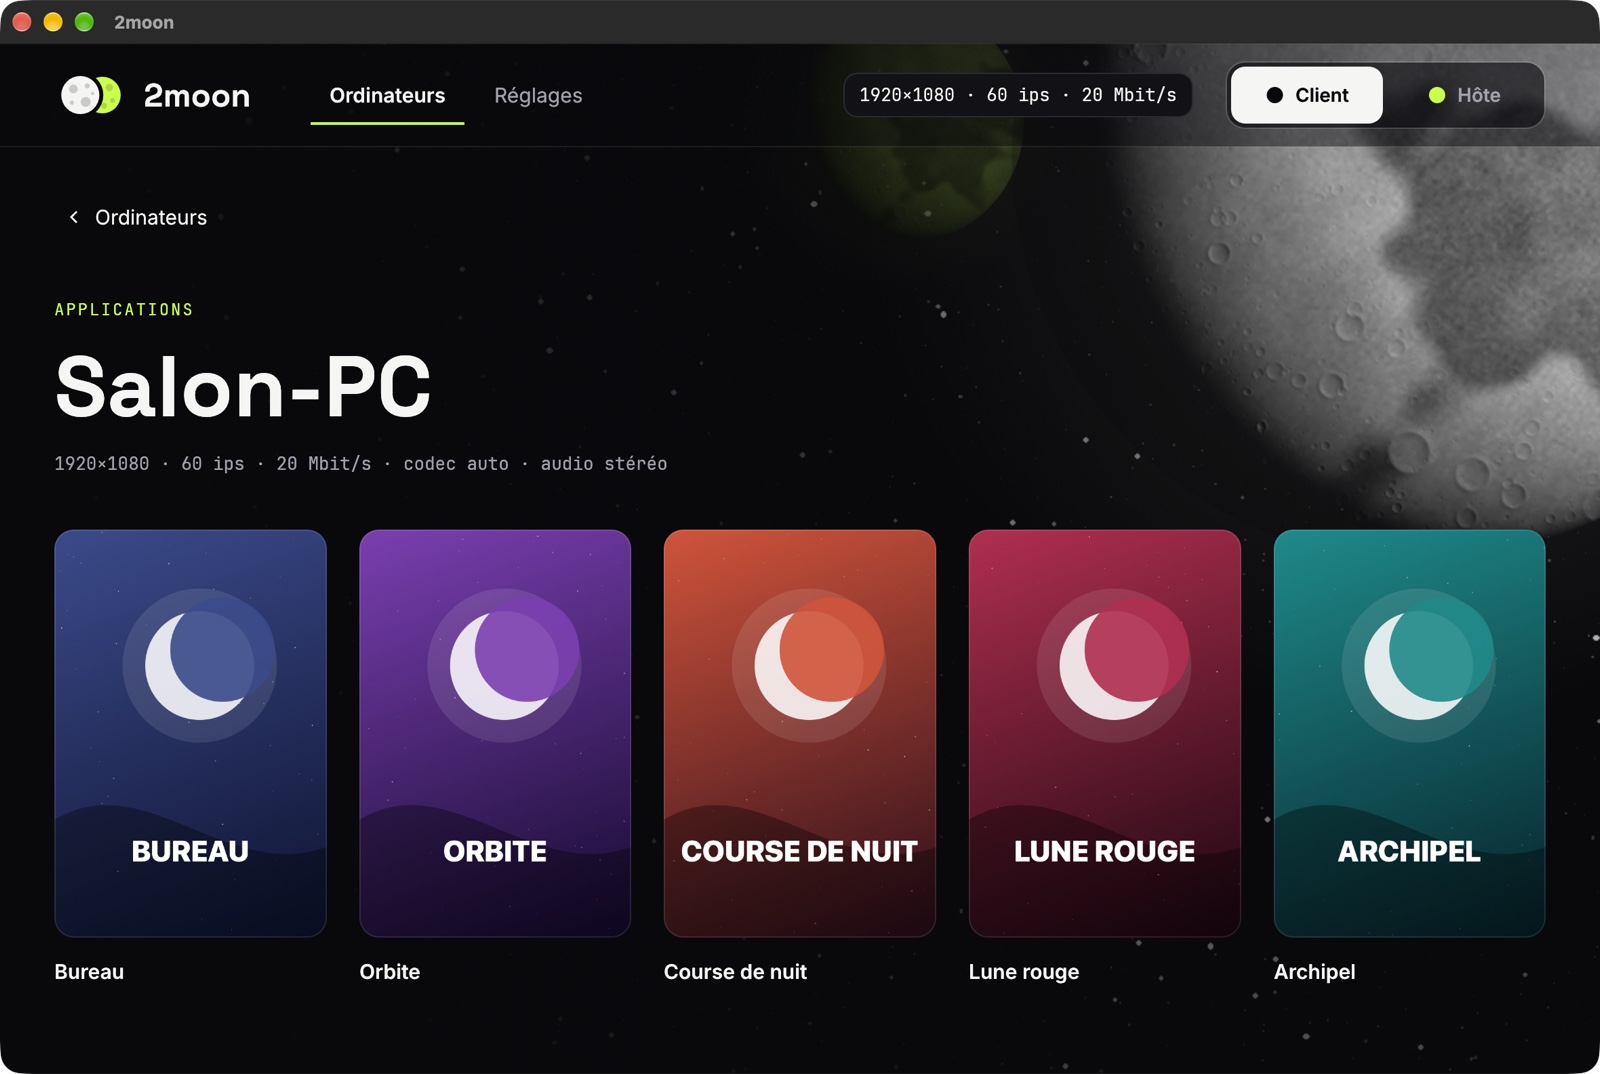 2moon
2moon
Ordinateurs
Réglages
1920×1080 · 60 ips · 20 Mbit/s
Client
Hôte
Ordinateurs
APPLICATIONS
Salon-PC
1920×1080 · 60 ips · 20 Mbit/s · codec auto · audio stéréo
BUREAU
ORBITE
COURSE DE NUIT
LUNE ROUGE
ARCHIPEL
Bureau
Orbite
Course de nuit
Lune rouge
Archipel